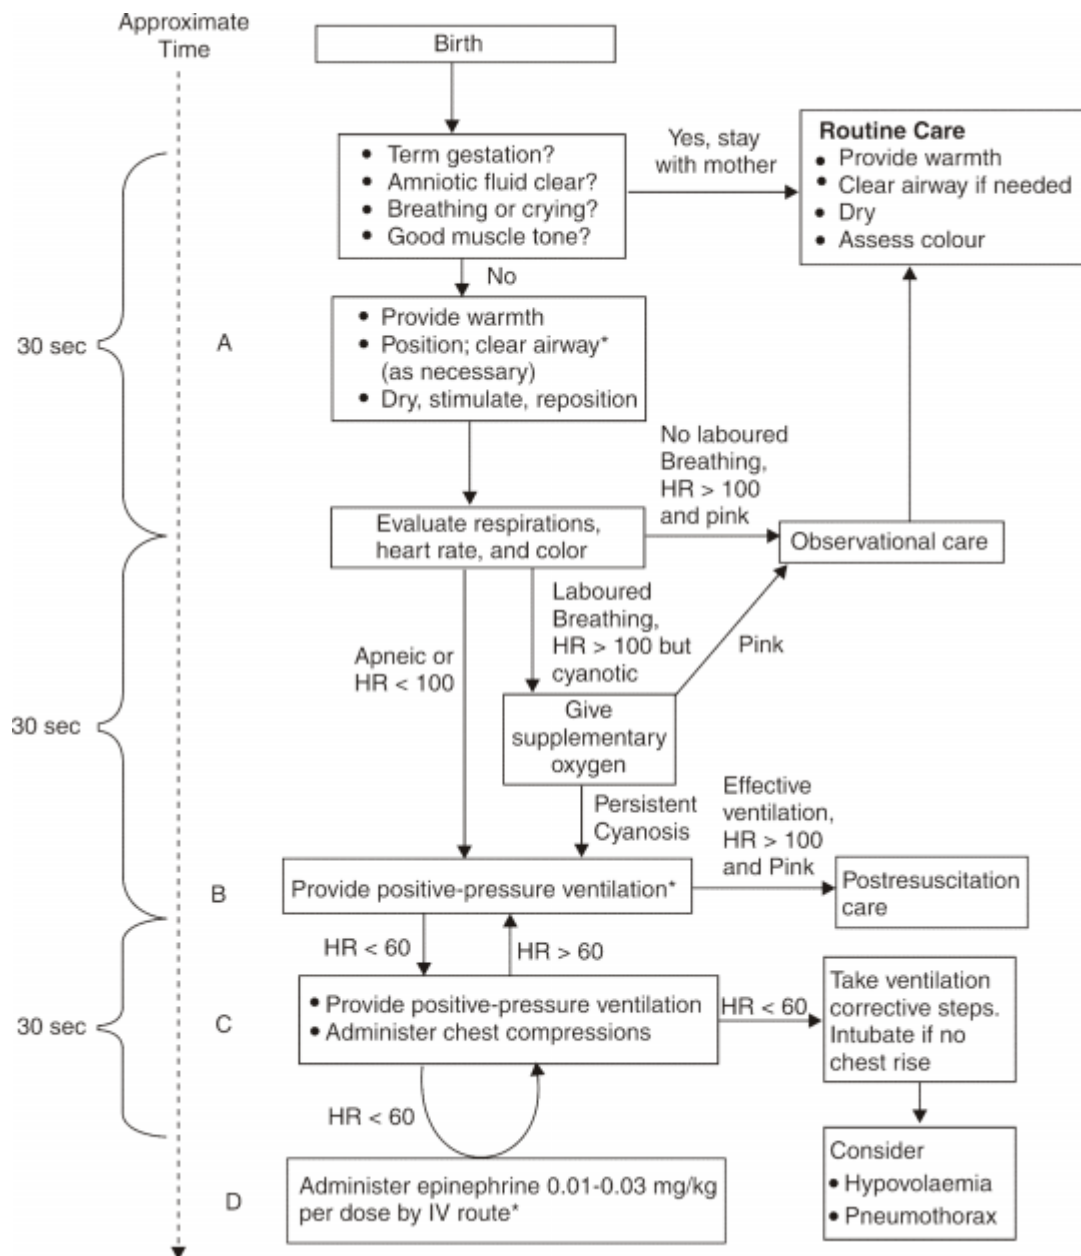 Approximate
Time
Birth
• Term gestation?
• Amniotic fluid clear?
• Breathing or crying?
• Good muscle tone?
Yes, stay
with mother
Routine Care
• Provide warmth
• Clear airway if needed
• Dry
• Assess colour
No
30 sec
A
• Provide warmth
• Position; clear airway*
(as necessary)
• Dry, stimulate, reposition
No laboured
Breathing,
HR > 100
and pink
Evaluate respirations,
heart rate, and color
Observational care
Apneic or
HR < 100
Laboured
Breathing,
HR > 100 but
cyanotic
Pink
30 sec
Give
supplementary
oxygen
Persistent
Cyanosis
Effective
ventilation,
HR > 100
and Pink
B
Provide positive-pressure ventilation*
Postresuscitation
care
HR < 60
HR > 60
30 sec
C
• Provide positive-pressure ventilation
• Administer chest compressions
HR < 60
Take ventilation
corrective steps.
Intubate if no
chest rise
HR < 60
D
Administer epinephrine 0.01-0.03 mg/kg
per dose by IV route*
Consider
• Hypovolaemia
• Pneumothorax